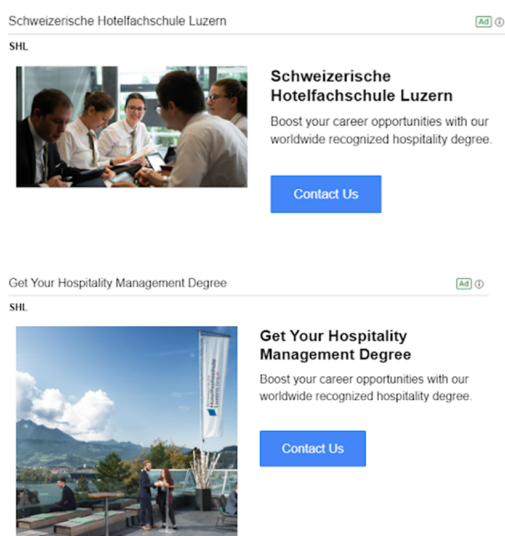 Schweizerische Hotelfachschule Luzern Ad
SHL
Schweizerische
Hotelfachschule Luzern
Boost your career opportunities with our
worldwide recognized hospitality degree.
Contact Us
Get Your Hospitality Management Degree Ad
SHL
Get Your Hospitality
Management Degree
Boost your career opportunities with our
worldwide recognized hospitality degree.
Contact Us
Hotelfachschule